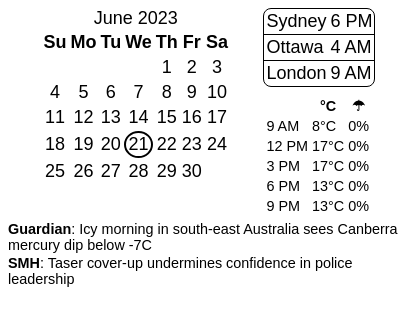 June 2023
Su Mo Tu We Th Fr Sa
1 2 3
4 5 6 7 8 9 10
11 12 13 14 15 16 17
18 19 20 21 22 23 24
25 26 27 28 29 30
Sydney 6 PM
Ottawa 4 AM
London 9 AM
°C ☂
9 AM 8°C 0%
12 PM 17°C 0%
3 PM 17°C 0%
6 PM 13°C 0%
9 PM 13°C 0%
Guardian: Icy morning in south-east Australia sees Canberra
mercury dip below -7C
SMH: Taser cover-up undermines confidence in police
leadership